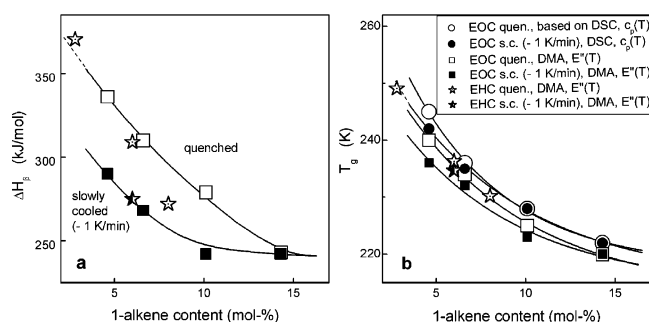 ΔHβ (kJ/mol)
350
300
250
quenched
slowly
cooled
(- 1 K/min)
a
5 10 15
1-alkene content (mol-%)
EOC quen., based on DSC, cp(T)
EOC s.c. (- 1 K/min), DSC, cp(T)
EOC quen., DMA, E"(T)
EOC s.c. (- 1 K/min), DMA, E"(T)
EHC quen., DMA, E"(T)
EHC s.c. (- 1 K/min), DMA, E"(T)
Tg (K)
260
240
220
b
5 10 15
1-alkene content (mol-%)